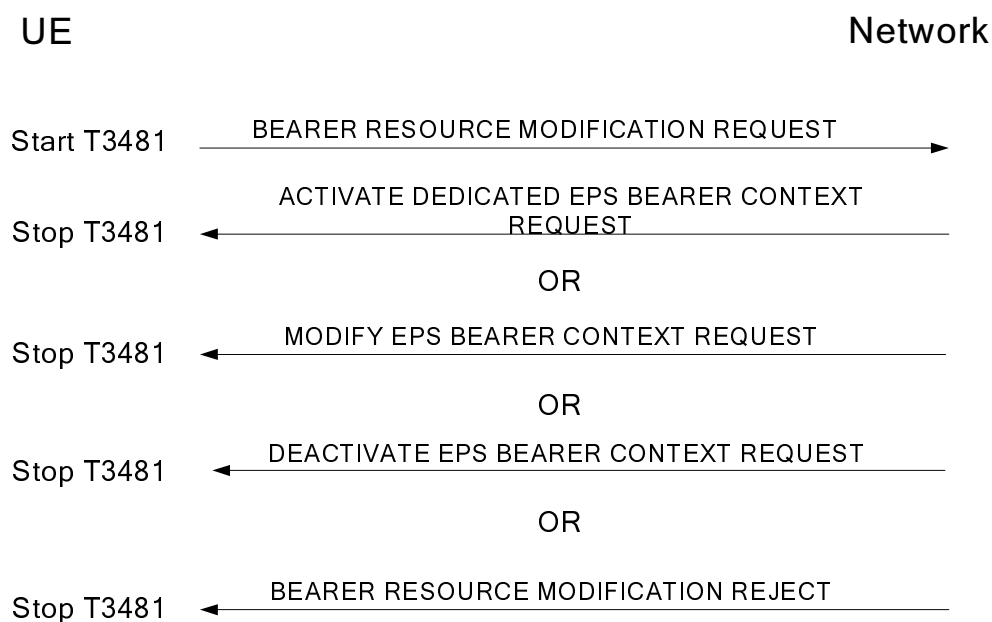 UE Network
Start T3481 BEARER RESOURCE MODIFICATION REQUEST
ACTIVATE DEDICATED EPS BEARER CONTEXT
Stop T3481 REQUEST
OR
Stop T3481 MODIFY EPS BEARER CONTEXT REQUEST
OR
Stop T3481 DEACTIVATE EPS BEARER CONTEXT REQUEST
OR
Stop T3481 BEARER RESOURCE MODIFICATION REJECT